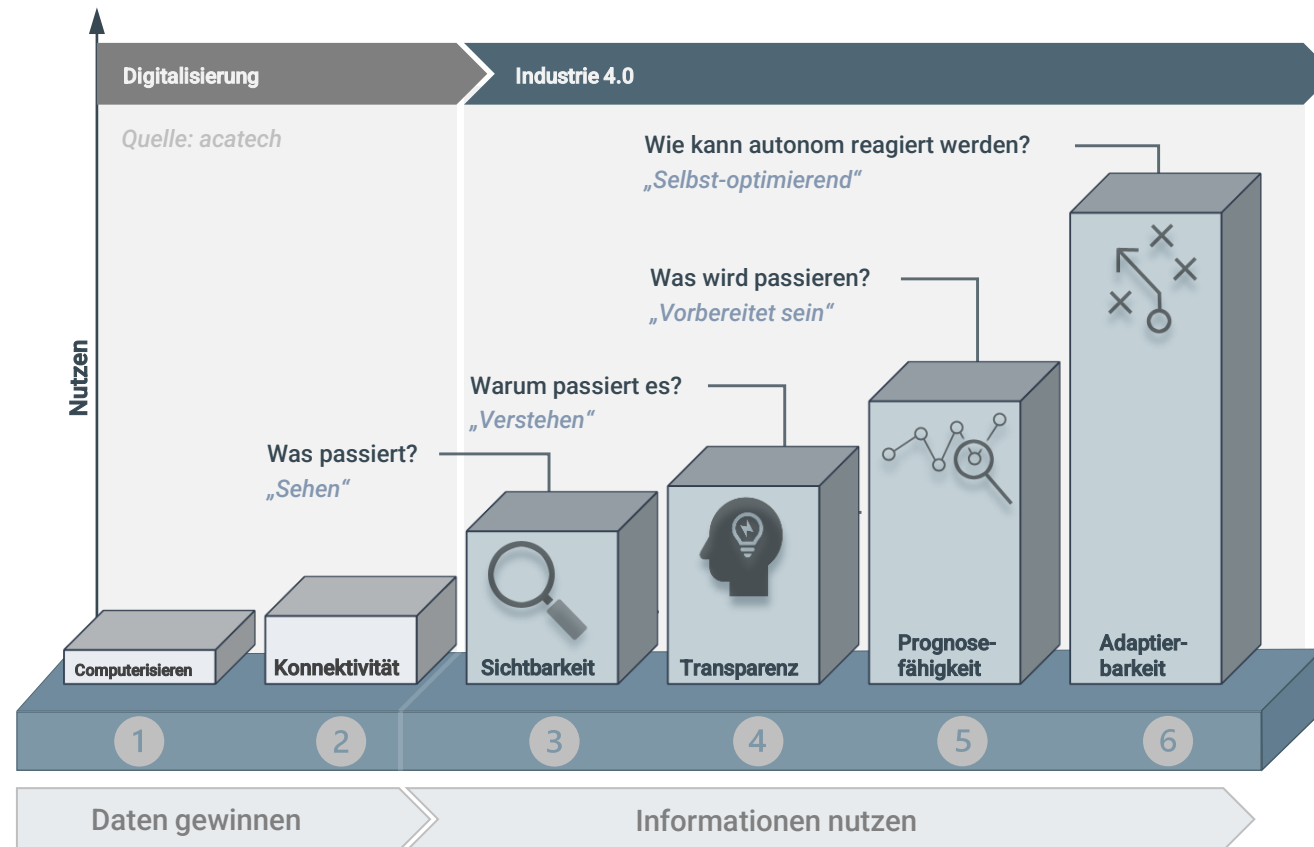 Digitalisierung
Industrie 4.0
Quelle: acatech
Wie kann autonom reagiert werden?
„Selbst-optimierend“
Was wird passieren?
„Vorbereitet sein“
Warum passiert es?
„Verstehen“
Was passiert?
„Sehen“
Nutzen
Computerisieren
Konnektivität
Sichtbarkeit
Transparenz
Prognose-
fähigkeit
Adaptier-
barkeit
1
2
3
4
5
6
Daten gewinnen
Informationen nutzen